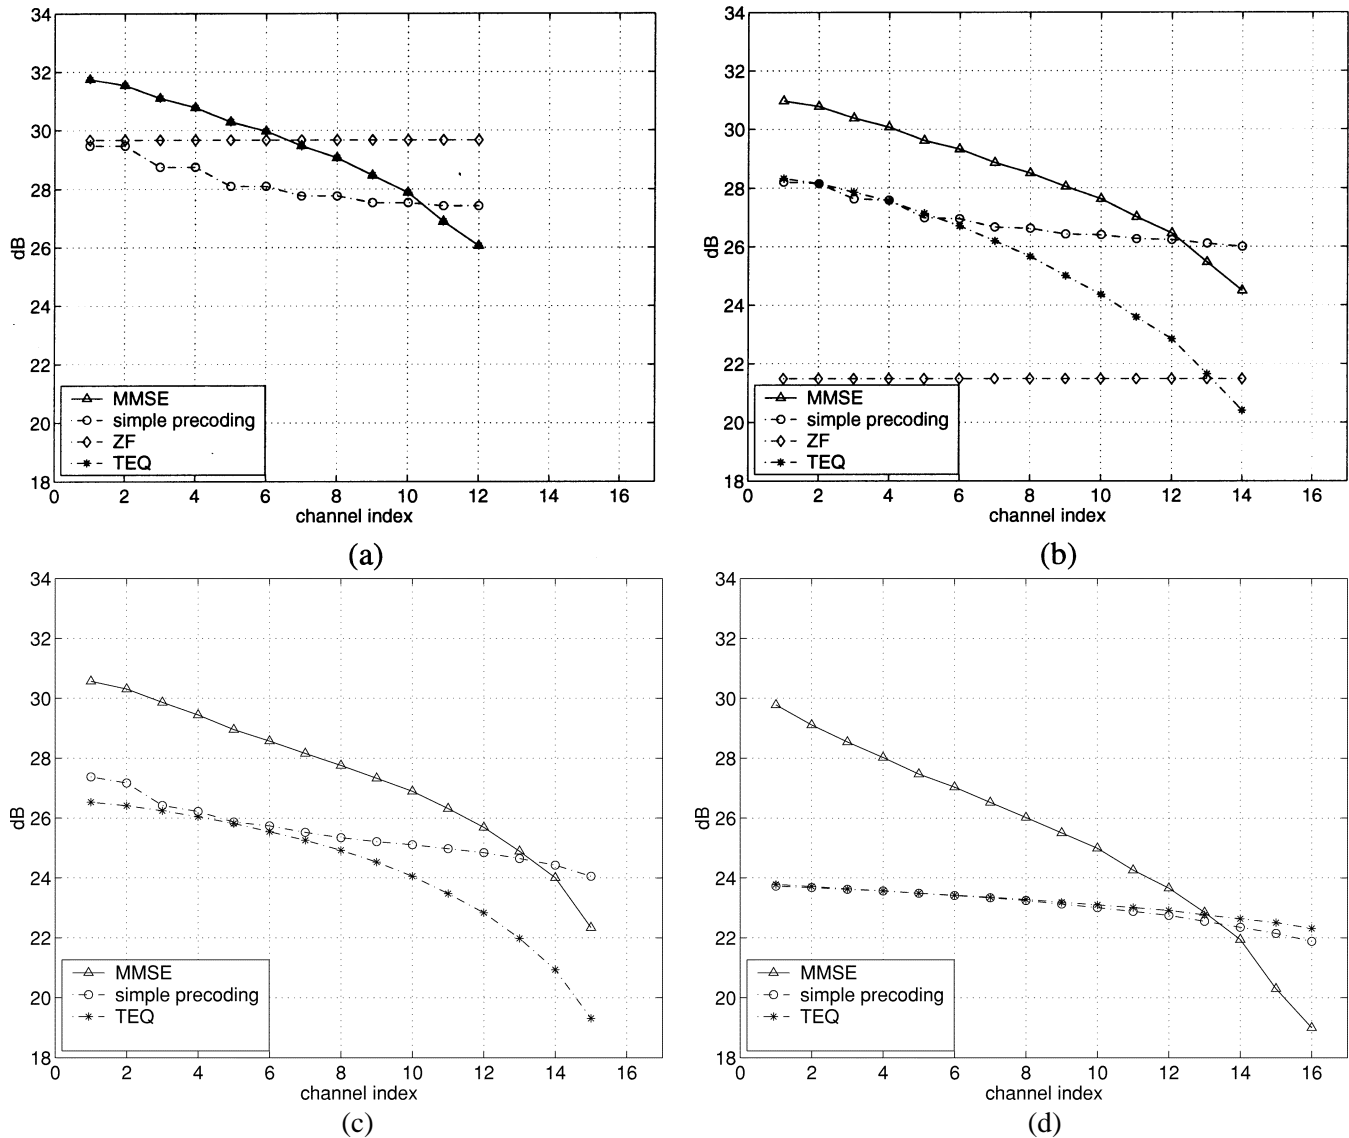 34
32
30
28
26
24
22
20
18
dB
MMSE
simple precoding
ZF
TEQ
0 2 4 6 8 10 12 14 16
channel index
(a)
34
32
30
28
26
24
22
20
18
dB
MMSE
simple precoding
ZF
TEQ
0 2 4 6 8 10 12 14 16
channel index
(b)
34
32
30
28
26
24
22
20
18
dB
MMSE
simple precoding
TEQ
0 2 4 6 8 10 12 14 16
channel index
(c)
34
32
30
28
26
24
22
20
18
dB
MMSE
simple precoding
TEQ
0 2 4 6 8 10 12 14 16
channel index
(d)